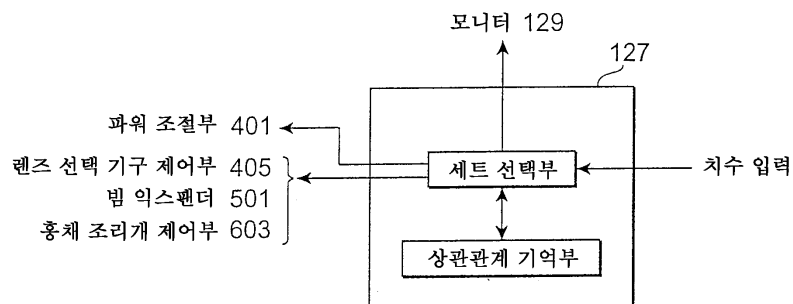 모니터 129
127
파워 조절부 401
렌즈 선택 기구 제어부 405
빔 익스팬더 501
홍채 조리개 제어부 603
세트 선택부
치수 입력
상관관계 기억부